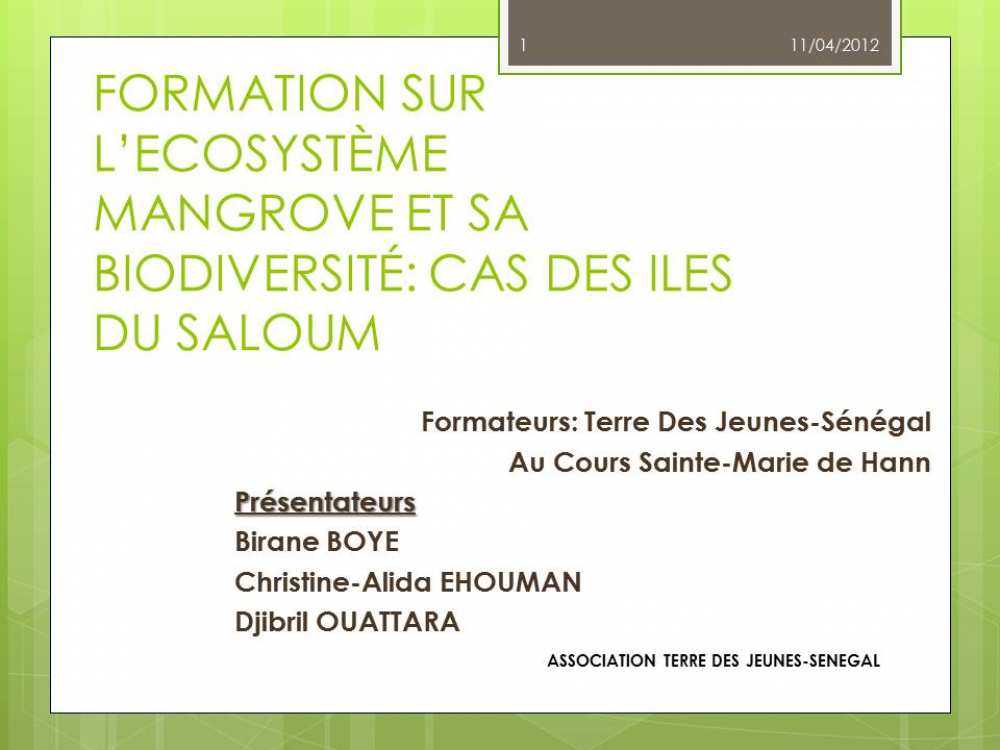 1 11/04/2012
FORMATION SUR
L’ECOSYSTÈME
MANGROVE ET SA
BIODIVERSITÉ: CAS DES ILES
DU SALOUM
Formateurs: Terre Des Jeunes-Sénégal
Au Cours Sainte-Marie de Hann
Présentateurs
Birane BOYE
Christine-Alida EHOUMAN
Djibril OUATTARA
ASSOCIATION TERRE DES JEUNES-SENEGAL